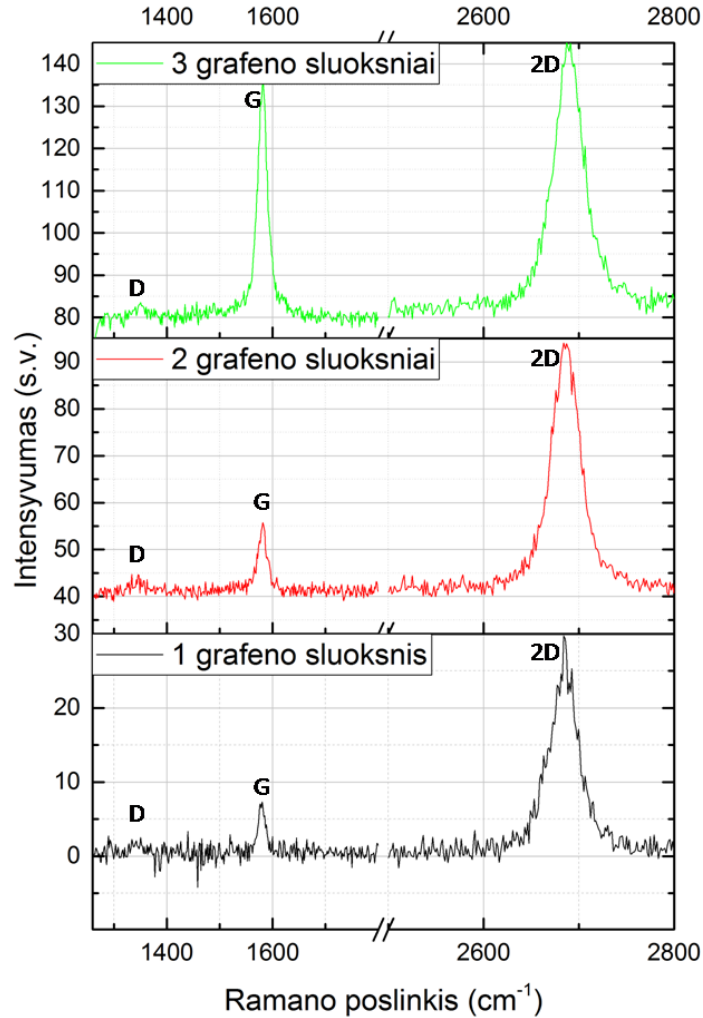 1400 1600 2600 2800
3 grafeno sluoksniai
140
130
120
110
100
90
80
G
2D
D
2 grafeno sluoksniai
90
80
70
60
50
40
30
2D
G
D
1 grafeno sluoksnis
20
10
0
2D
G
D
Intensyvumas (s.v.)
1400 1600 2600 2800
Ramano poslinkis (cm⁻¹)